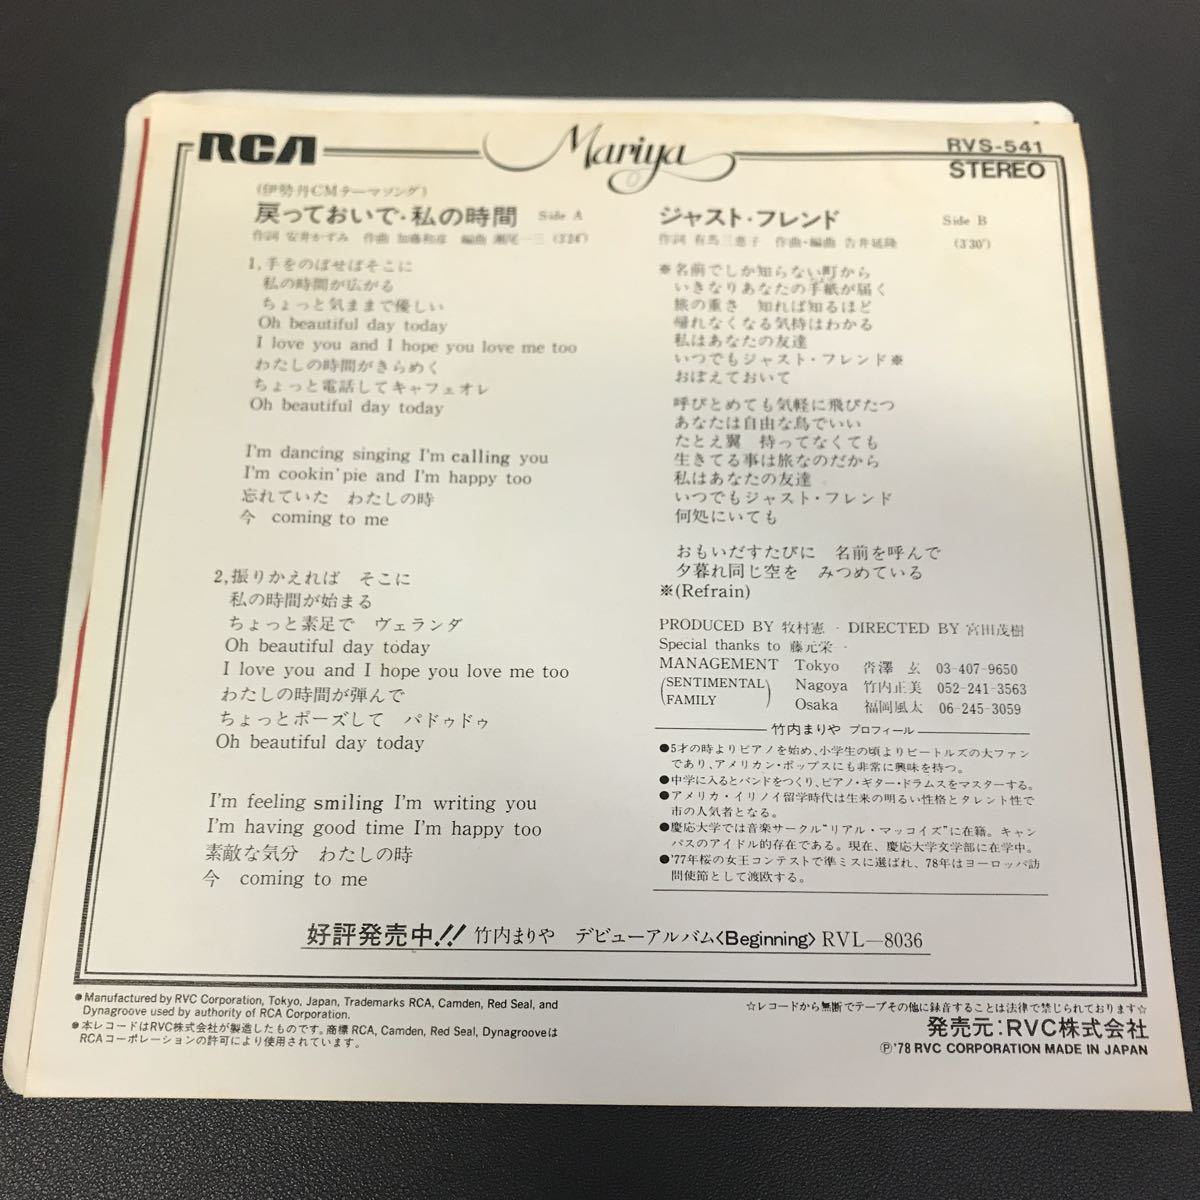 RCA
Mariya
RVS-541
STEREO
(伊勢丹CMテーマソング)
戻っておいで・私の時間 Side A
作詞 安井かずみ 作曲 加藤和彦 編曲 瀬尾一三 (3'24")
1,手をのばせばそこに
私の時間が広がる
ちょっと気ままで優しい
Oh beautiful day today
I love you and I hope you love me too
わたしの時間がきらめく
ちょっと電話してキャフェオレ
Oh beautiful day today
I'm dancing singing I'm calling you
I'm cookin' pie and I'm happy too
忘れていた わたしの時
今 coming to me
2,振りかえれば そこに
私の時間が始まる
ちょっと素足で ヴェランダ
Oh beautiful day today
I love you and I hope you love me too
わたしの時間が弾んで
ちょっとポーズして パドゥドゥ
Oh beautiful day today
I'm feeling smiling I'm writing you
I'm having good time I'm happy too
素敵な気分 わたしの時
今 coming to me
ジャスト・フレンド Side B
作詞 有馬三恵子 作曲・編曲 告井延隆 (3'30")
※名前でしか知らない町から
いきなりあなたの手紙が届く
旅の重さ 知れば知るほど
帰れなくなる気持はわかる
私はあなたの友達
いつでもジャスト・フレンド※
おぼえておいて
呼びとめても気軽に飛びたつ
あなたは自由な鳥でいい
たとえ翼 持ってなくても
生きてる事は旅なのだから
私はあなたの友達
いつでもジャスト・フレンド
何処にいても
おもいだすたびに 名前を呼んで
夕暮れ同じ空を みつめている
※(Refrain)
PRODUCED BY 牧村憲一 DIRECTED BY 宮田茂樹
Special thanks to 藤元栄一
MANAGEMENT Tokyo 呇澤 玄 03-407-9650
(SENTIMENTAL FAMILY) Nagoya 竹内正美 052-241-3563
Osaka 福岡風太 06-245-3059
竹内まりや プロフィール
●5才の時よりピアノを始め、小学生の頃よりビートルズの大ファン
であり、アメリカン・ポップスにも非常に興味を持つ。
●中学に入るとバンドをつくり、ピアノ・ギター・ドラムスをマスターする。
●アメリカ・イリノイ留学時代は生来の明るい性格とタレント性で
市の人気者となる。
●慶応大学では音楽サークル"リアル・マッコイズ"に在籍。キャン
パスのアイドル的存在である。現在、慶応大学文学部に在学中。
●'77年桜の女王コンテストで準ミスに選ばれ、78年はヨーロッパ訪
問使節として渡欧する。
好評発売中!! 竹内まりや デビューアルバム〈Beginning〉RVL—8036
●Manufactured by RVC Corporation, Tokyo, Japan, Trademarks RCA, Camden, Red Seal, and
Dynagroove used by authority of RCA Corporation.
●本レコードはRVC株式会社が製造したものです。商標 RCA, Camden, Red Seal, Dynagrooveは
RCAコーポレーションの許可により使用されています。
☆レコードから無断でテープその他に録音することは法律で禁じられております☆
発売元:RVC株式会社
Ⓟ'78 RVC CORPORATION MADE IN JAPAN